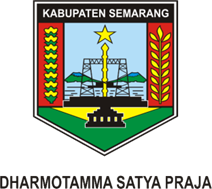 KABUPATEN SEMARANG
DHARMOTAMMA SATYA PRAJA